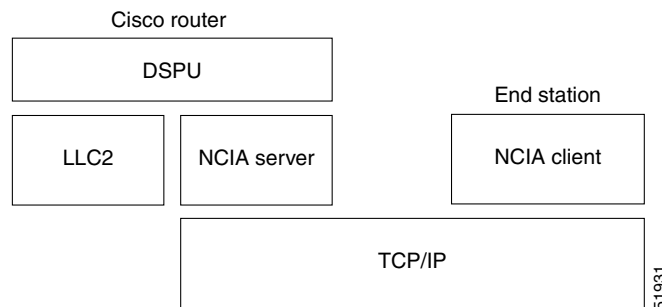 Cisco router
DSPU
End station
LLC2
NCIA server
NCIA client
TCP/IP
51931